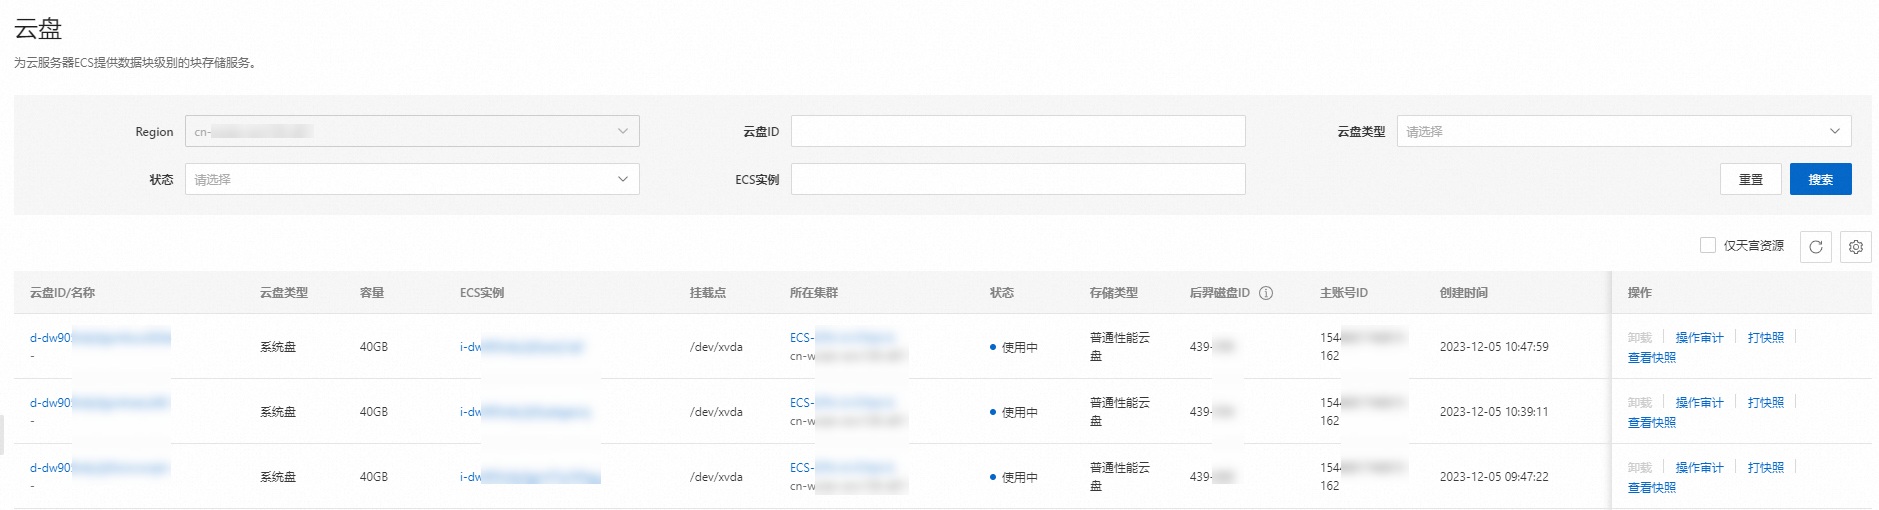 云盘
为云服务器ECS提供数据块级别的块存储服务。
Region cn- 云盘ID 云盘类型 请选择
状态 请选择 ECS实例 重置 搜索
仅天宫资源
云盘ID/名称 云盘类型 容量 ECS实例 挂载点 所在集群 状态 存储类型 后羿磁盘ID 主账号ID 创建时间 操作
d-dw90 系统盘 40GB i-dw /dev/xvda ECS- 使用中 普通性能云 439- 154 2023-12-05 10:47:59 卸载 操作审计 打快照
- cn-w 盘 162 查看快照
d-dw90 系统盘 40GB i-dw /dev/xvda ECS- 使用中 普通性能云 439- 154 2023-12-05 10:39:11 卸载 操作审计 打快照
- cn-w 盘 162 查看快照
d-dw90 系统盘 40GB i-dw /dev/xvda ECS- 使用中 普通性能云 439- 154 2023-12-05 09:47:22 卸载 操作审计 打快照
- cn-w 盘 162 查看快照